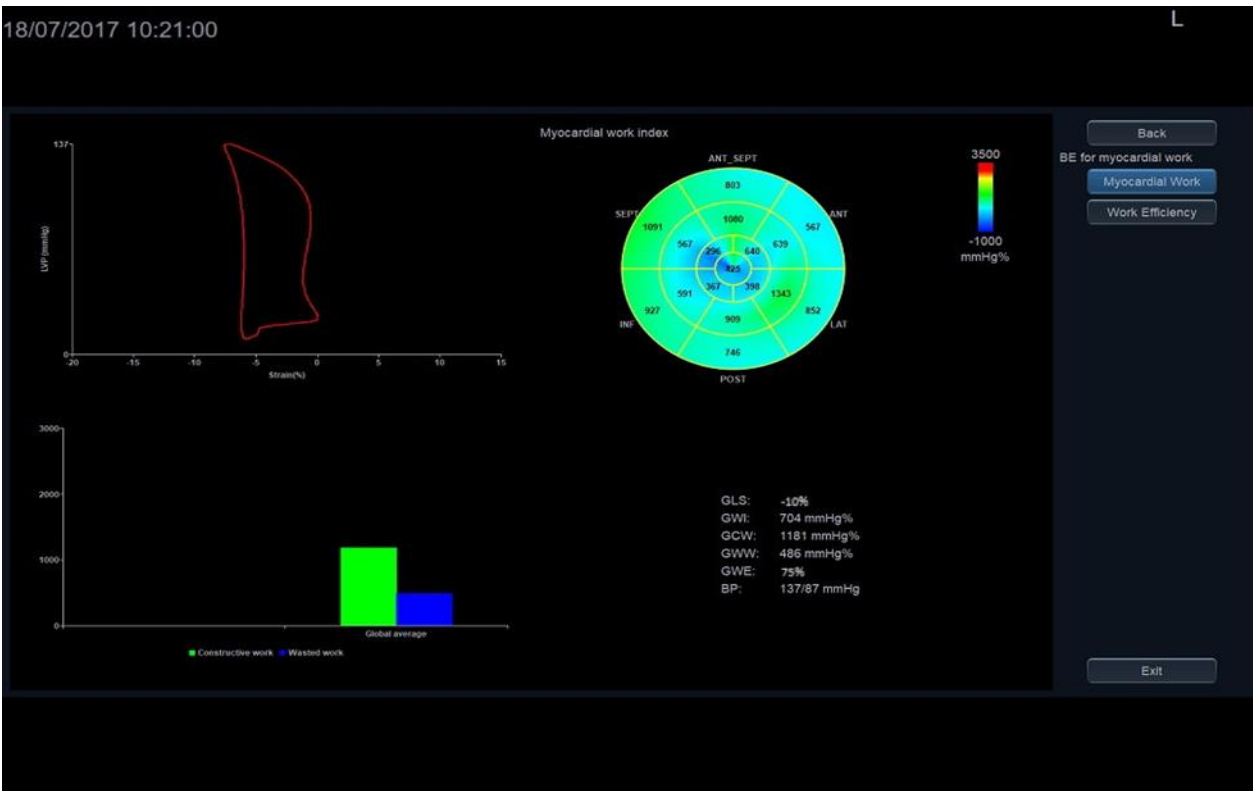 18/07/2017 10:21:00
L
Myocardial work index
137
LVP (mmHg)
0
-20 -15 -10 -5 0 5 10 15
Strain(%)
ANT_SEPT
803
SEPT 1091 1080 567 ANT
567 296 640 639
425
591 367 398 1343
INF 927 909 852 LAT
746
POST
3500
-1000
mmHg%
Back
BE for myocardial work
Myocardial Work
Work Efficiency
3000
2000
1000
0
Global average
Constructive work Wasted work
GLS: -10%
GWI: 704 mmHg%
GCW: 1181 mmHg%
GWW: 486 mmHg%
GWE: 75%
BP: 137/87 mmHg
Exit